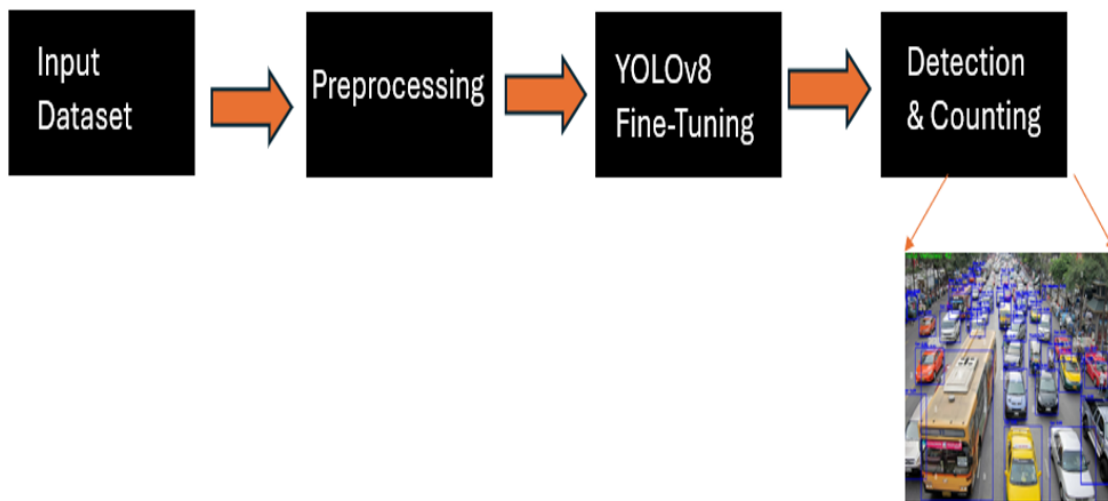 Input
Dataset
Preprocessing
YOLOv8
Fine-Tuning
Detection
& Counting